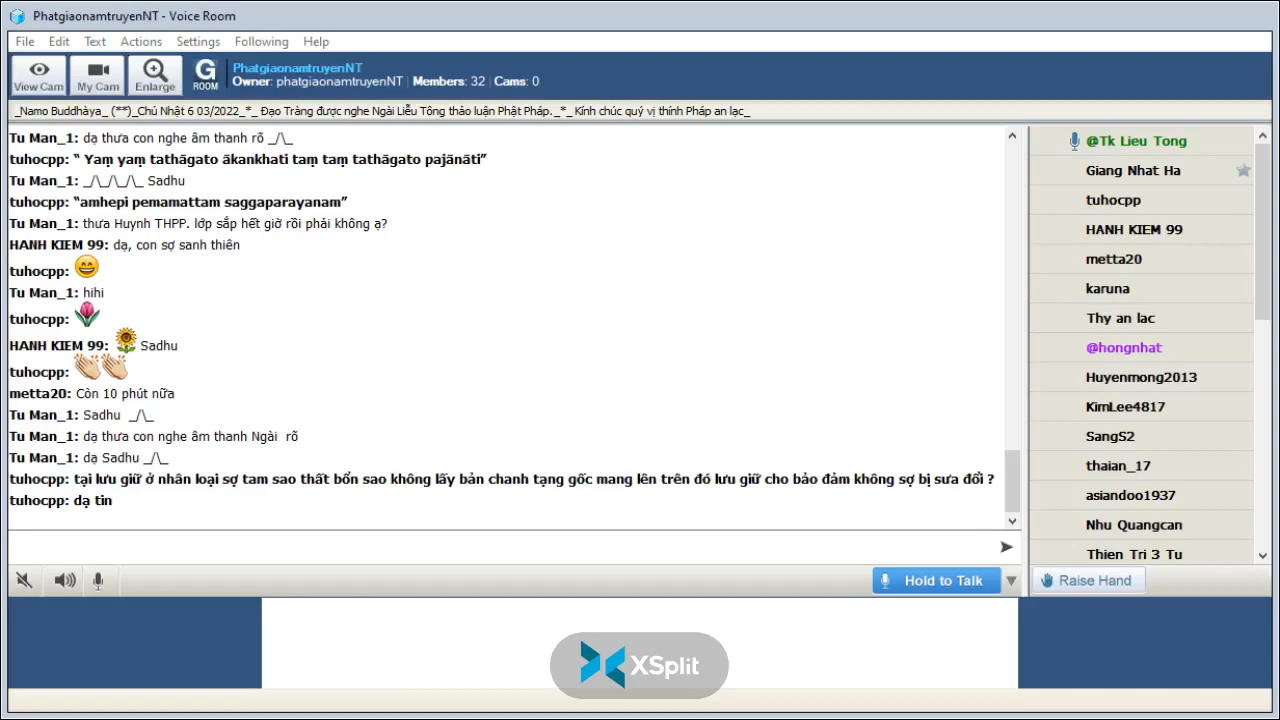 PhatgiaonamtruyenNT - Voice Room
File Edit Text Actions Settings Following Help
View Cam My Cam Enlarge G ROOM
PhatgiaonamtruyenNT
Owner: phatgiaonamtruyenNT Members: 32 Cams: 0
_Namo Buddhàya_ (**)_Chủ Nhật 6 03/2022_*_ Đạo Tràng được nghe Ngài Liễu Tông thảo luận Phật Pháp._*_ Kính chúc quý vị thính Pháp an lạc_
Tu Man_1: dạ thưa con nghe âm thanh rõ _/\_
tuhocpp: “ Yaṃ yaṃ tathāgato ākankhati taṃ taṃ tathāgato pajānāti”
Tu Man_1: _/\_/\_/\_ Sadhu
tuhocpp: “amhepi pemamattam saggaparayanam”
Tu Man_1: thưa Huynh THPP. lớp sắp hết giờ rồi phải không ạ?
HANH KIEM 99: dạ, con sợ sanh thiên
tuhocpp:
Tu Man_1: hihi
tuhocpp:
HANH KIEM 99: Sadhu
tuhocpp:
metta20: Còn 10 phút nữa
Tu Man_1: Sadhu _/\_
Tu Man_1: dạ thưa con nghe âm thanh Ngài rõ
Tu Man_1: dạ Sadhu _/\_
tuhocpp: tại lưu giữ ở nhân loại sợ tam sao thất bổn sao không lấy bản chanh tạng gốc mang lên trên đó lưu giữ cho bảo đảm không sợ bị sưa đổi ?
tuhocpp: dạ tin
@Tk Lieu Tong
Giang Nhat Ha
tuhocpp
HANH KIEM 99
metta20
karuna
Thy an lac
@hongnhat
Huyenmong2013
KimLee4817
SangS2
thaian_17
asiandoo1937
Nhu Quangcan
Thien Tri 3 Tu
Hold to Talk
Raise Hand
XSplit